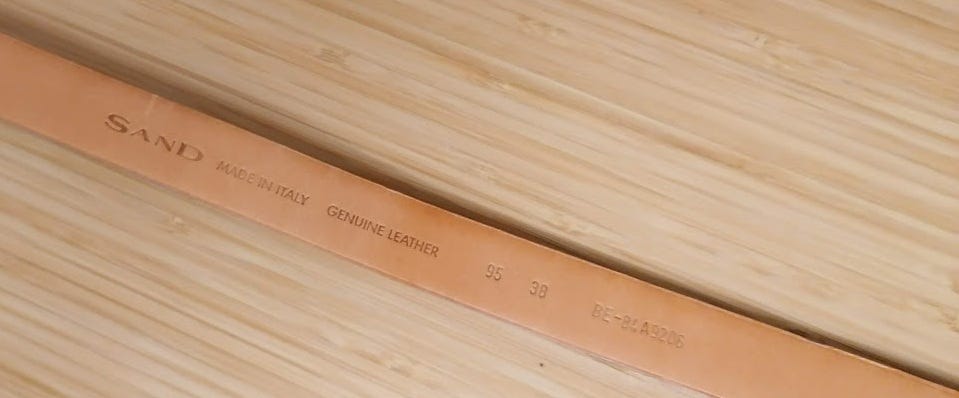 SAND MADE IN ITALY GENUINE LEATHER 95 38